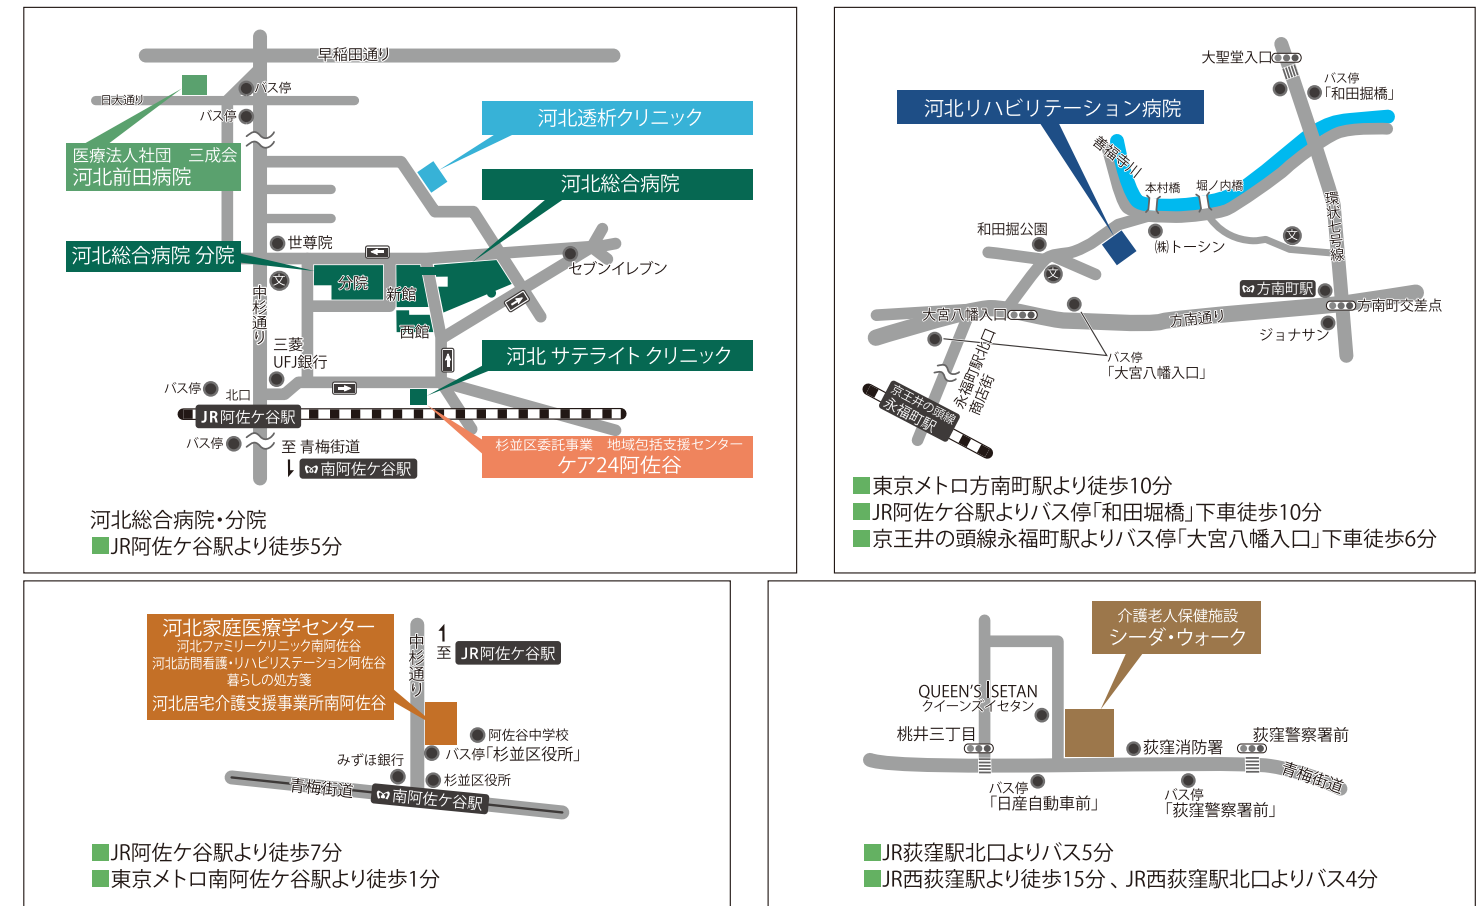 早稲田通り
日大通り
バス停
バス停
河北透析クリニック
医療法人社団　三成会
河北前田病院
河北総合病院
河北総合病院 分院
世尊院
セブンイレブン
文
分院
新館
西館
中杉通り
三菱
UFJ銀行
河北 サテライト クリニック
バス停
北口
JR阿佐ケ谷駅
バス停
至 青梅街道
南阿佐ケ谷駅
杉並区委託事業　地域包括支援センター
ケア24阿佐谷
河北総合病院・分院
JR阿佐ケ谷駅より徒歩5分
大聖堂入口
バス停
「和田掘橋」
河北リハビリテーション病院
善福寺川
本村橋
堀ノ内橋
環状七号線
和田掘公園
㈱トーシン
文
文
方南町駅
大宮八幡入口
方南通り
方南町交差点
ジョナサン
バス停
「大宮八幡入口」
永福町駅北口
商店街
京王井の頭線
永福町駅
東京メトロ方南町駅より徒歩10分
JR阿佐ケ谷駅よりバス停「和田堀橋」下車徒歩10分
京王井の頭線永福町駅よりバス停「大宮八幡入口」下車徒歩6分
河北家庭医療学センター
河北ファミリークリニック南阿佐谷
河北訪問看護・リハビリステーション阿佐谷
暮らしの処方箋
河北居宅介護支援事業所南阿佐谷
中杉通り
至
JR阿佐ケ谷駅
阿佐谷中学校
バス停「杉並区役所」
みずほ銀行
杉並区役所
青梅街道
南阿佐ケ谷駅
JR阿佐ケ谷駅より徒歩7分
東京メトロ南阿佐ケ谷駅より徒歩1分
介護老人保健施設
シーダ・ウォーク
QUEEN'S ISETAN
クイーンズイセタン
桃井三丁目
荻窪消防署
荻窪警察署前
青梅街道
バス停
「日産自動車前」
バス停
「荻窪警察署前」
JR荻窪駅北口よりバス5分
JR西荻窪駅より徒歩15分 、JR西荻窪駅北口よりバス4分